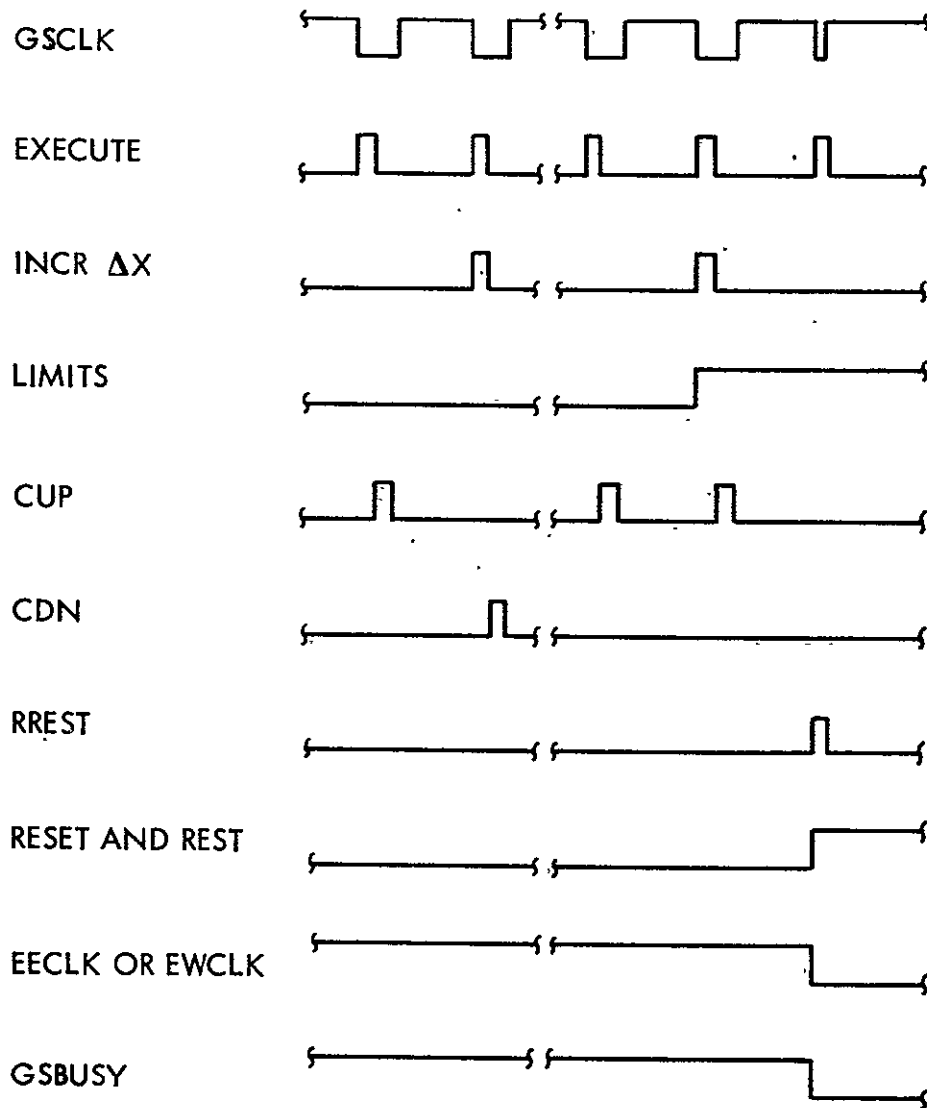 GSCLK
EXECUTE
INCR ΔX
LIMITS
CUP
CDN
RREST
RESET AND REST
EECLK OR EWCLK
GSBUSY